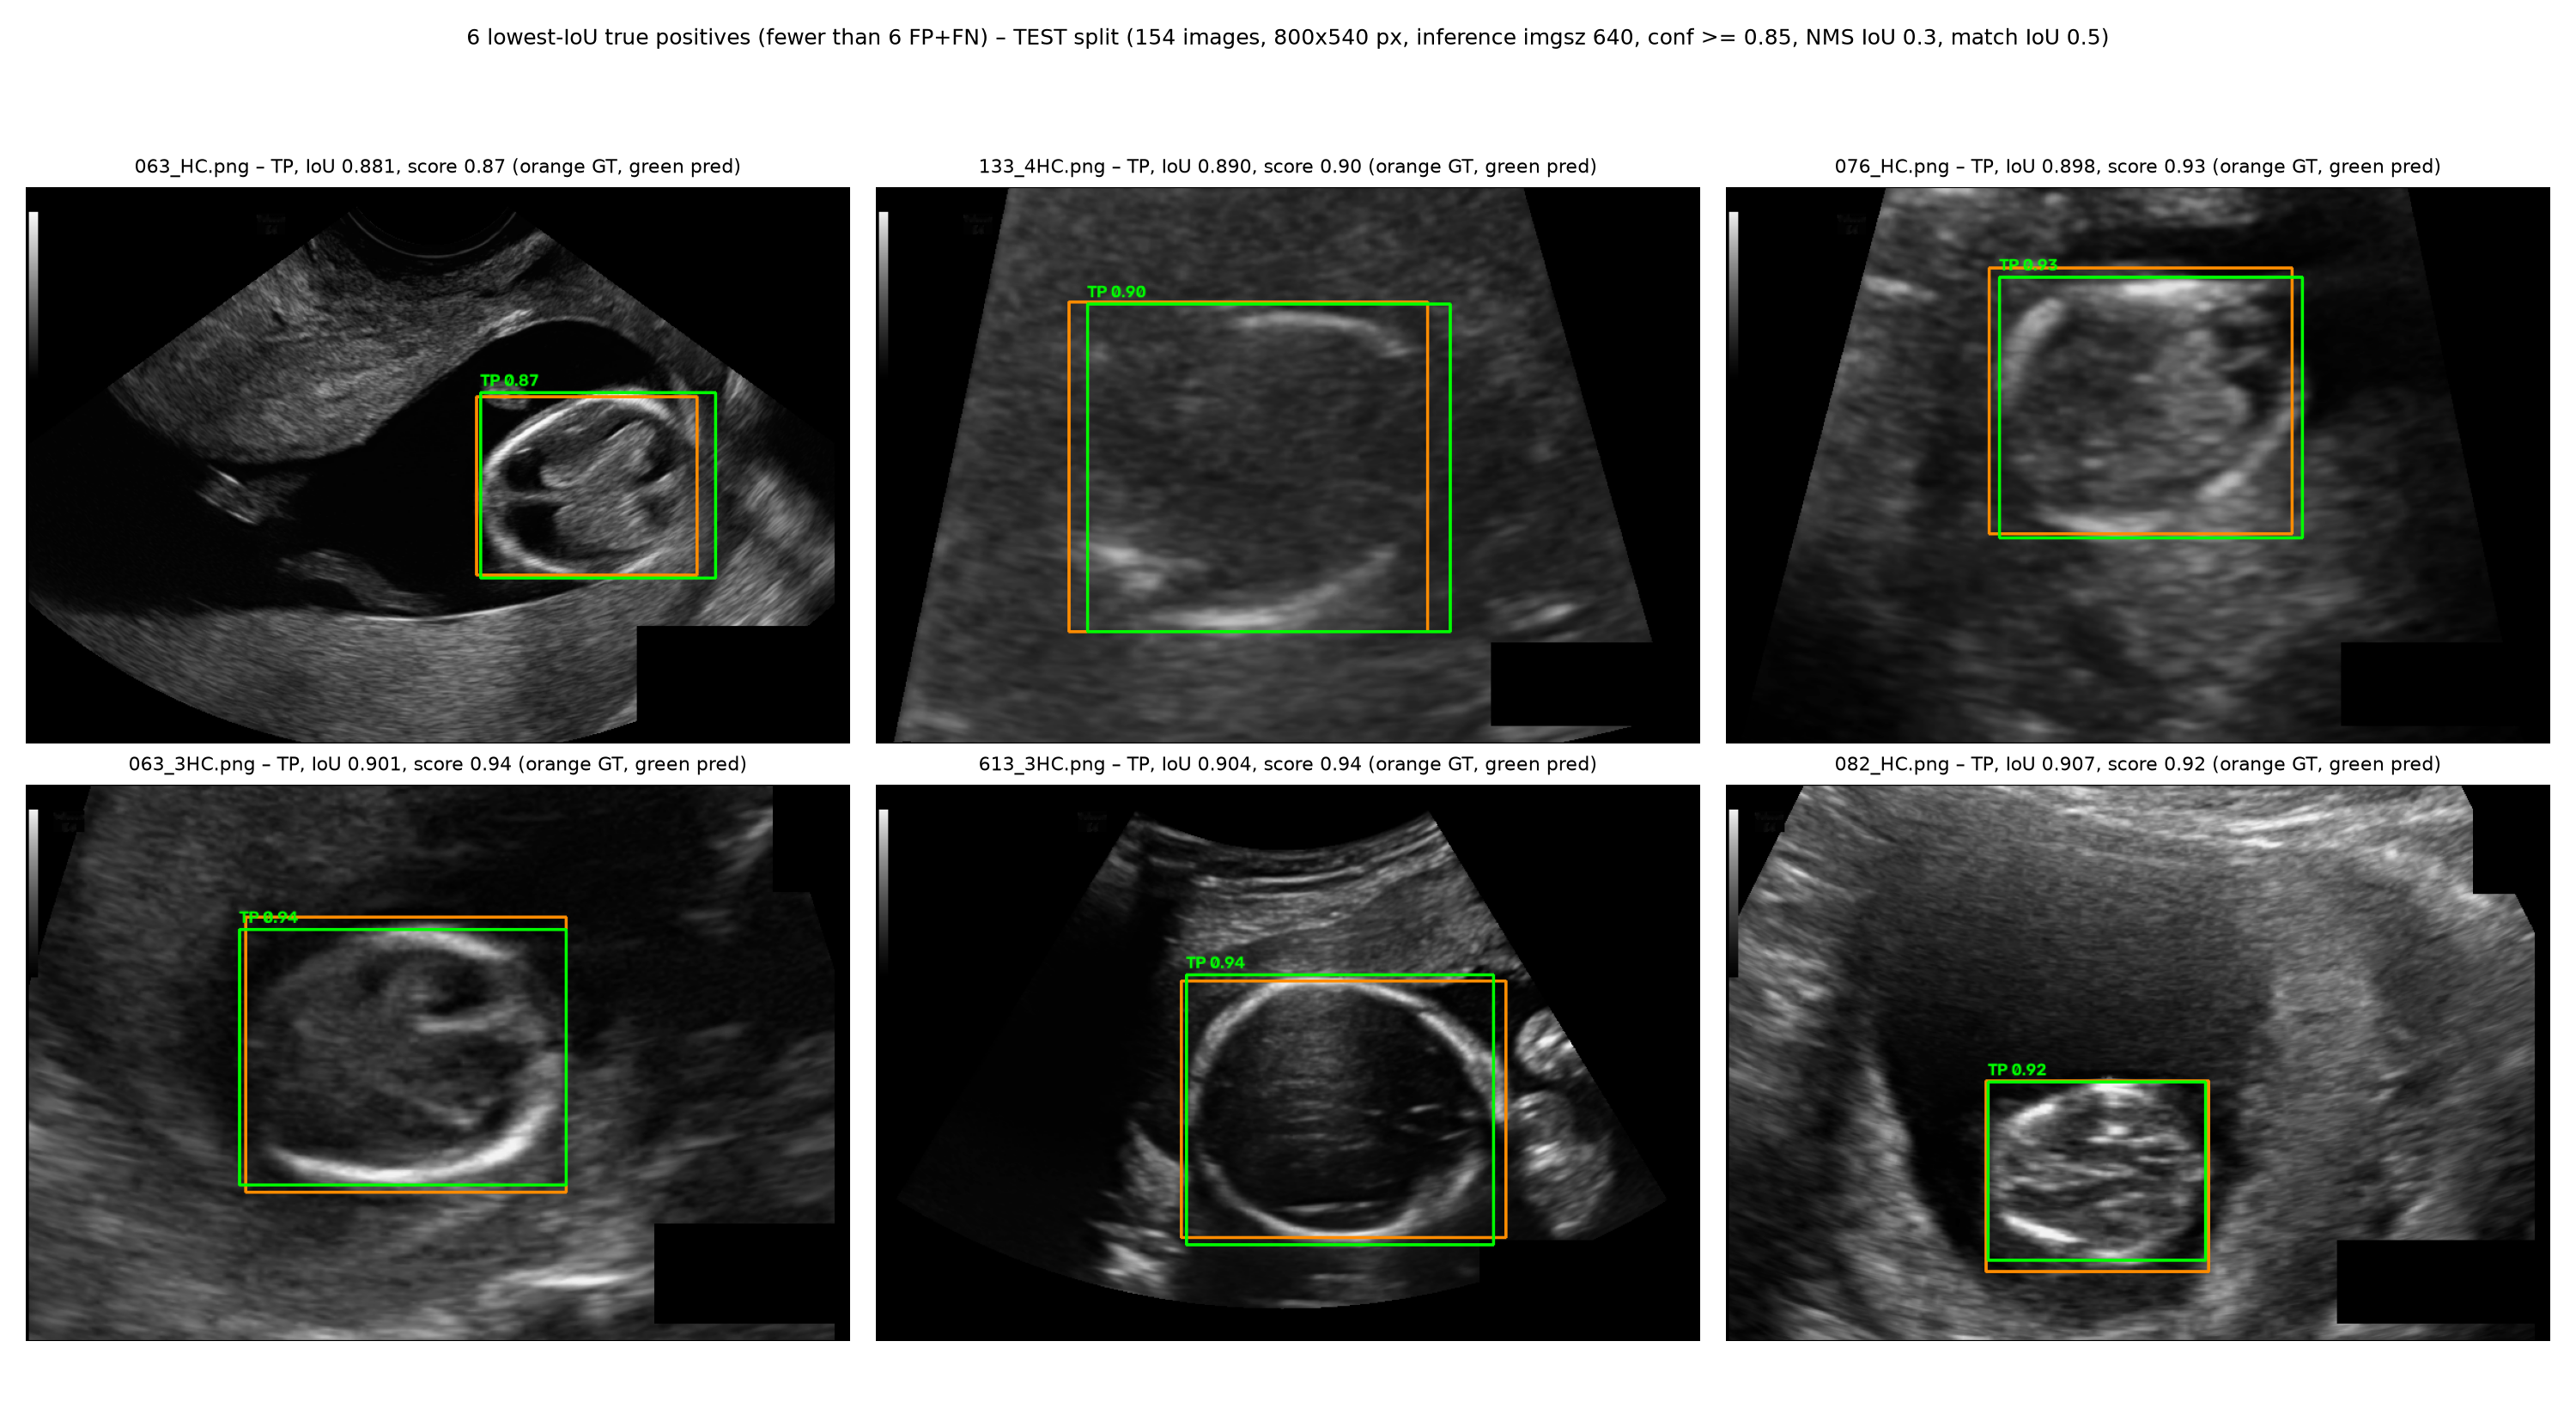 6 lowest-IoU true positives (fewer than 6 FP+FN) – TEST split (154 images, 800x540 px, inference imgsz 640, conf >= 0.85, NMS IoU 0.3, match IoU 0.5)
063_HC.png – TP, IoU 0.881, score 0.87 (orange GT, green pred)
133_4HC.png – TP, IoU 0.890, score 0.90 (orange GT, green pred)
076_HC.png – TP, IoU 0.898, score 0.93 (orange GT, green pred)
TP 0.87
TP 0.90
TP 0.93
063_3HC.png – TP, IoU 0.901, score 0.94 (orange GT, green pred)
613_3HC.png – TP, IoU 0.904, score 0.94 (orange GT, green pred)
082_HC.png – TP, IoU 0.907, score 0.92 (orange GT, green pred)
TP 0.94
TP 0.94
TP 0.92